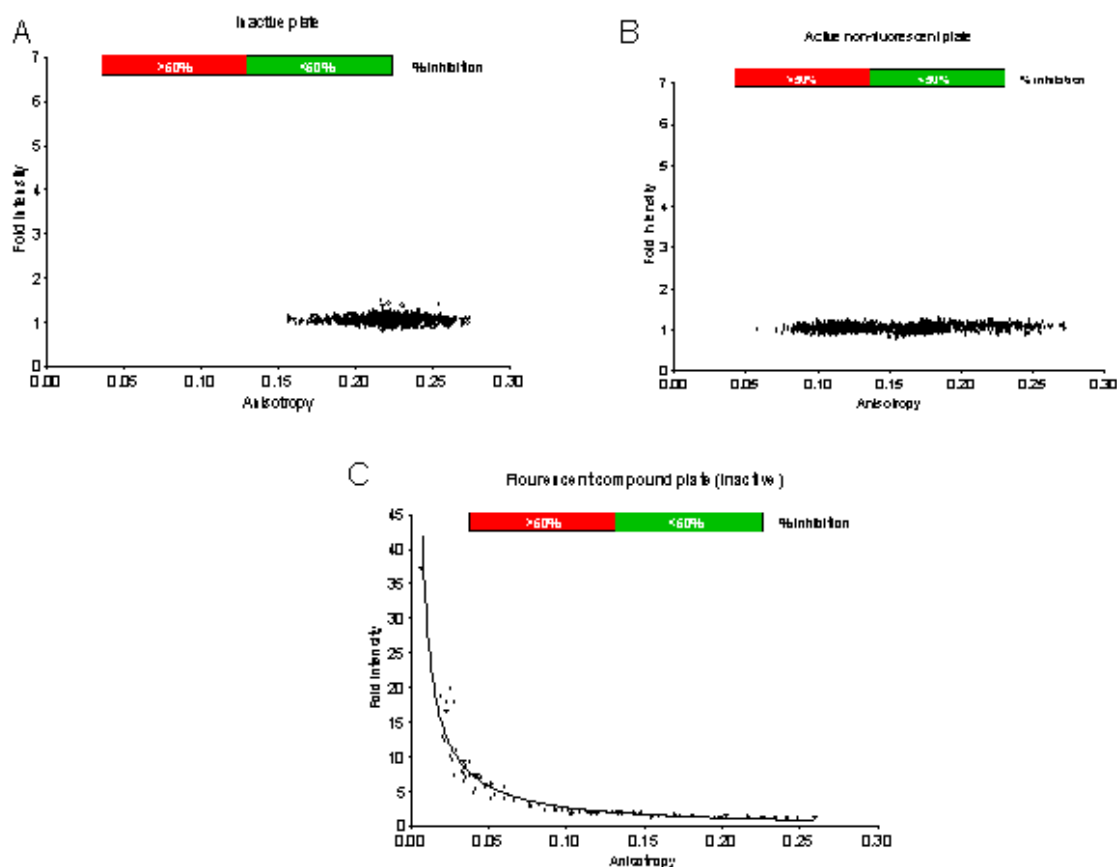 A
Inactive plate
7
>60% <60% % inhibition
6
5
4
3
2
1
0
Fold Intensity
0.00 0.05 0.10 0.15 0.20 0.25 0.30
Anisotropy
B
Active non-fluorescent plate
7
% inhibition
6
5
4
3
2
1
0
Fold Intensity
0.00 0.05 0.10 0.15 0.20 0.25 0.30
Anisotropy
C
Flourescent compound plate (Inactive)
45
>60% <60% % inhibition
40
35
30
25
20
15
10
5
0
Fold Intensity
0.00 0.05 0.10 0.15 0.20 0.25 0.30
Anisotropy